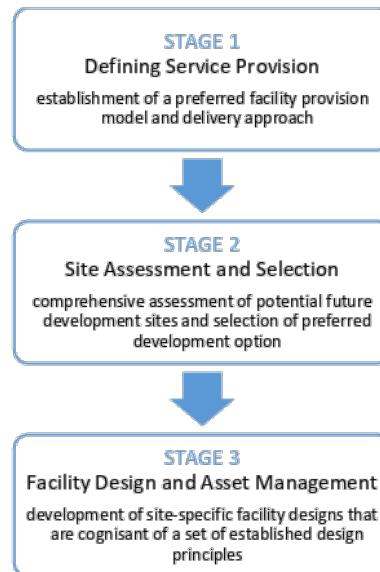 STAGE 1
Defining Service Provision
establishment of a preferred facility provision
model and delivery approach
STAGE 2
Site Assessment and Selection
comprehensive assessment of potential future
development sites and selection of preferred
development option
STAGE 3
Facility Design and Asset Management
development of site-specific facility designs that
are cognisant of a set of established design
principles